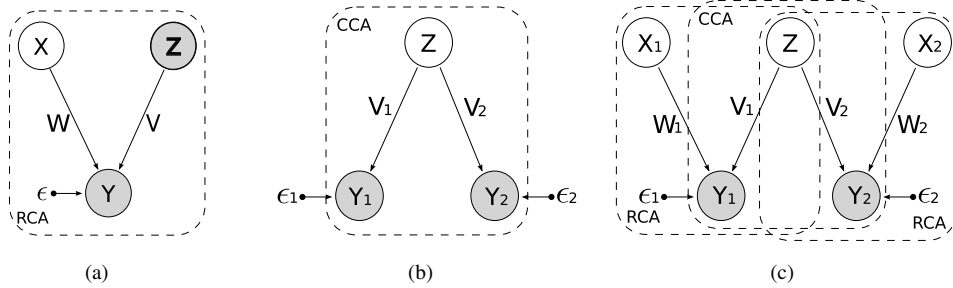 X Z
W V
ϵ Y
RCA
(a)
CCA
Z
V1 V2
ϵ1 Y1 Y2 ϵ2
(b)
CCA
X1 Z X2
W1 V1 V2 W2
ϵ1 Y1 Y2 ϵ2
RCA RCA
(c)